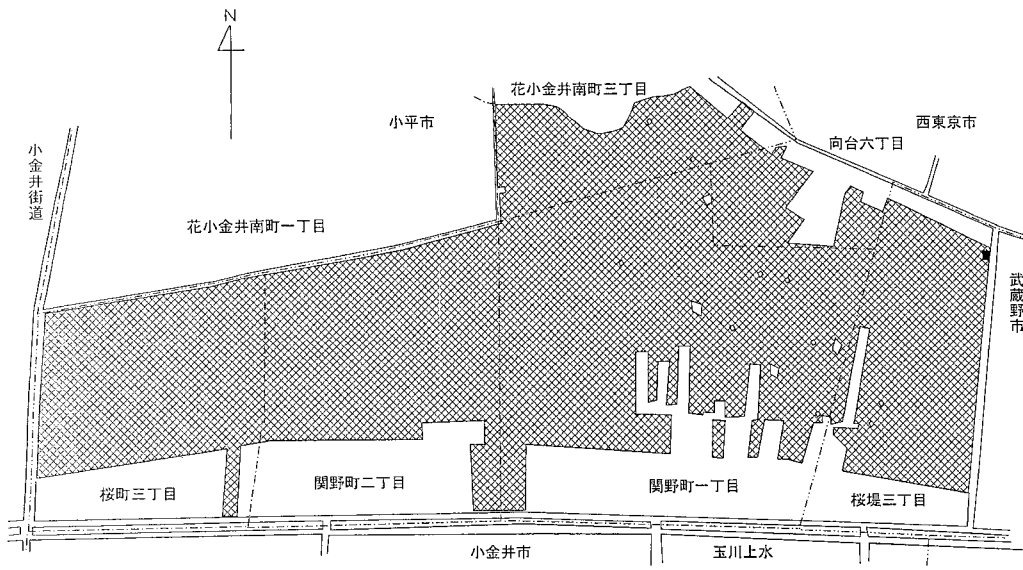 N
花小金井南町三丁目
小平市
西東京市
向台六丁目
小金井街道
花小金井南町一丁目
武蔵野市
桜町三丁目
関野町二丁目
関野町一丁目
桜堤三丁目
小金井市
玉川上水